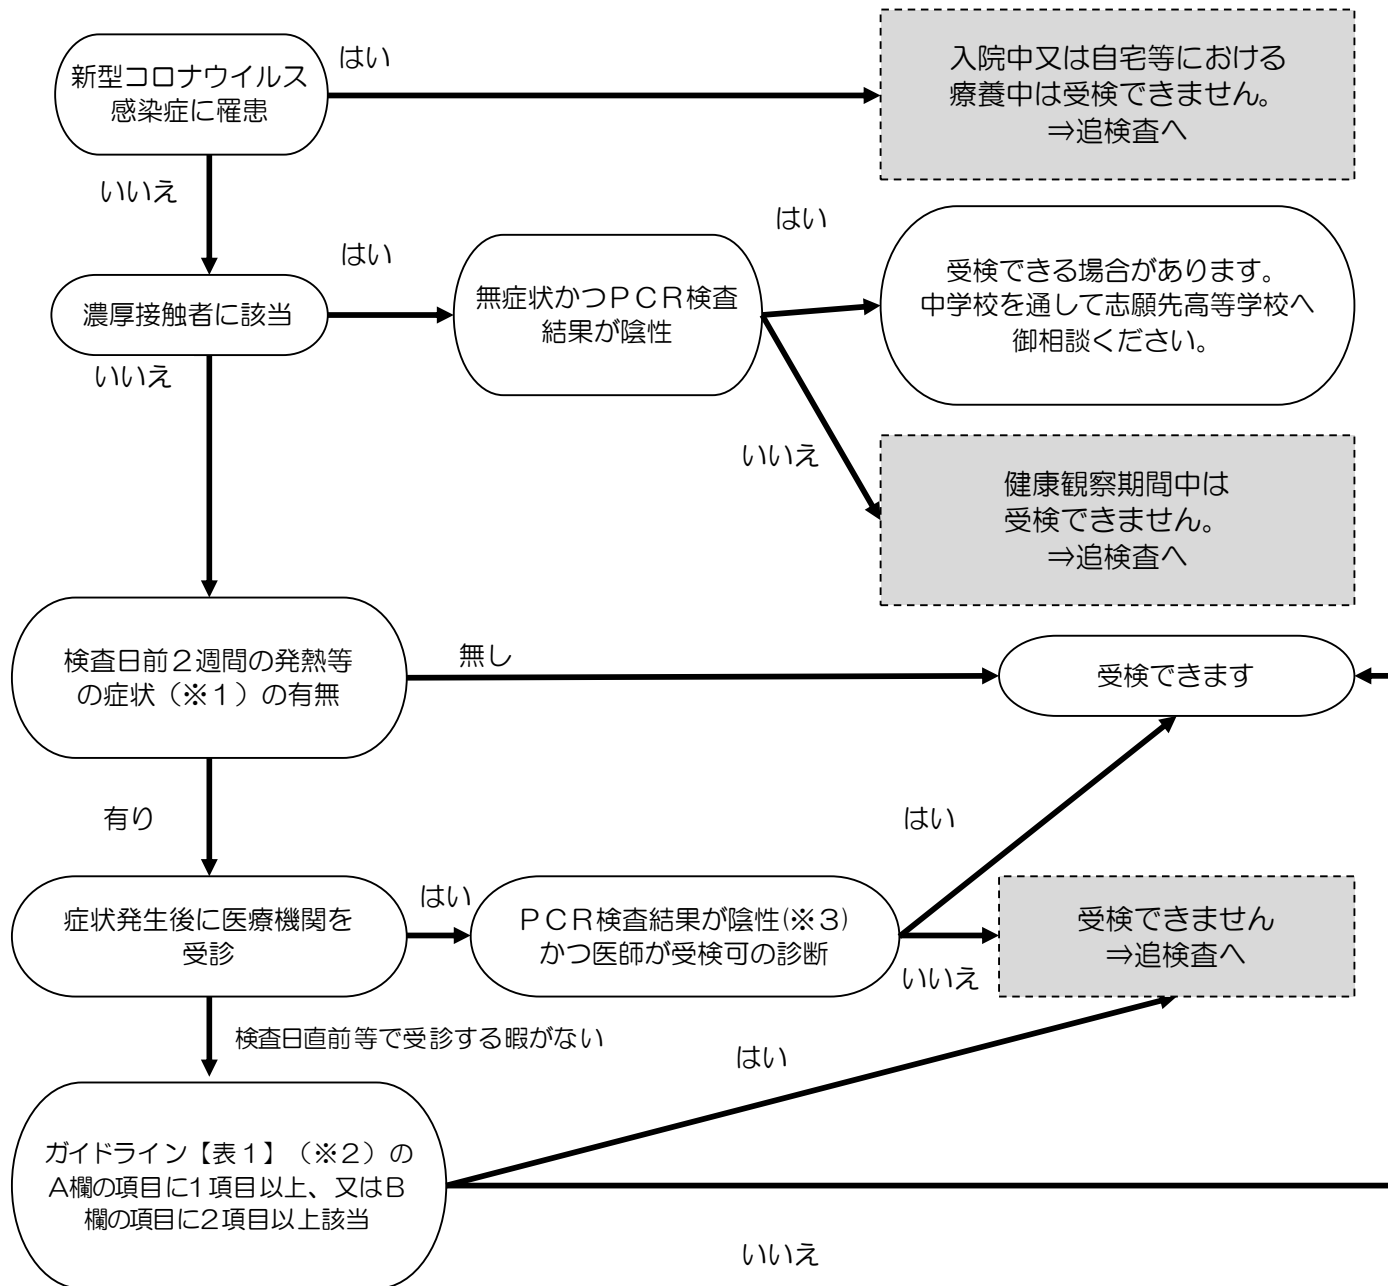 新型コロナウイルス
感染症に罹患
はい
入院中又は自宅等における
療養中は受検できません。
⇒追検査へ
いいえ
濃厚接触者に該当
はい
無症状かつＰＣＲ検査
結果が陰性
はい
受検できる場合があります。
中学校を通して志願先高等学校へ
御相談ください。
いいえ
いいえ
健康観察期間中は
受検できません。
⇒追検査へ
検査日前２週間の発熱等
の症状（※１）の有無
無し
受検できます
有り
症状発生後に医療機関を
受診
はい
ＰＣＲ検査結果が陰性(※３)
かつ医師が受検可の診断
はい
いいえ
受検できません
⇒追検査へ
検査日直前等で受診する暇がない
ガイドライン【表１】（※２）の
Ａ欄の項目に１項目以上、又はＢ
欄の項目に２項目以上該当
はい
いいえ